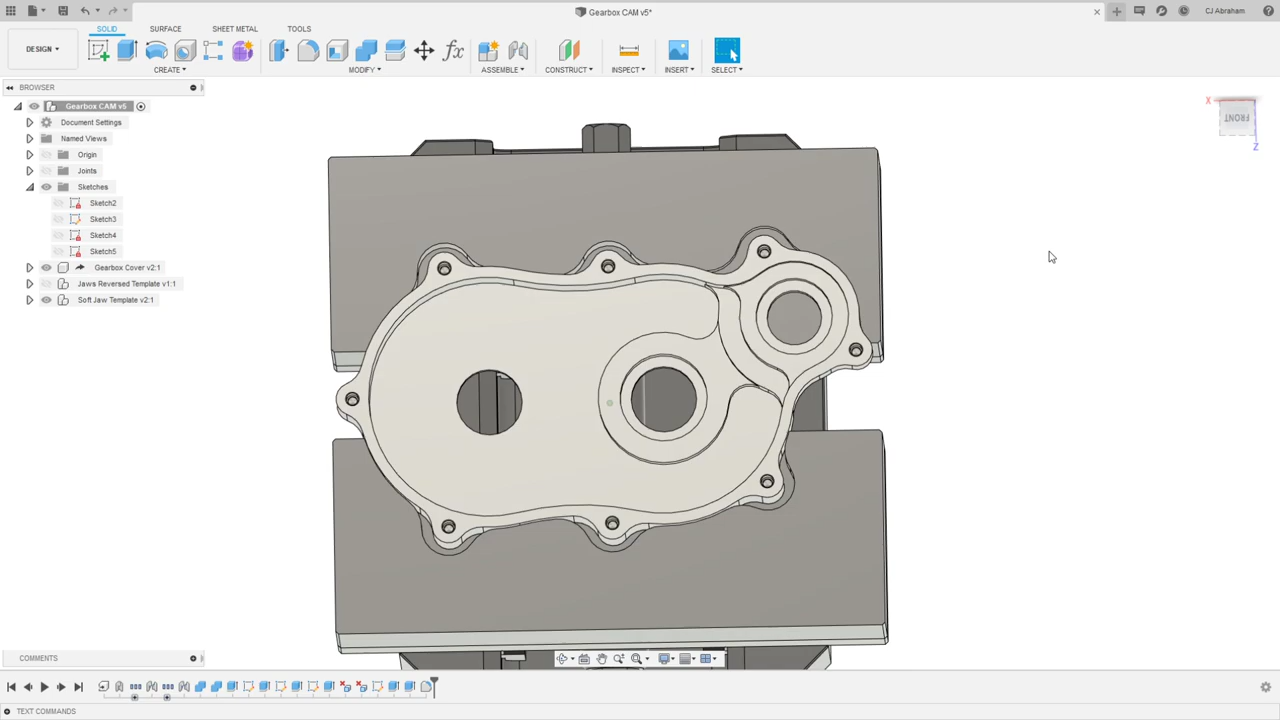 Gearbox CAM v5*
CJ Abraham
SOLID
SURFACE
SHEET METAL
TOOLS
DESIGN
fx
CREATE
MODIFY
ASSEMBLE
CONSTRUCT
INSPECT
INSERT
SELECT
BROWSER
Gearbox CAM v5
Document Settings
Named Views
Origin
Joints
Sketches
Sketch2
Sketch3
Sketch4
Sketch5
Gearbox Cover v2:1
Jaws Reversed Template v1:1
Soft Jaw Template v2:1
X
FRONT
Z
COMMENTS
TEXT COMMANDS